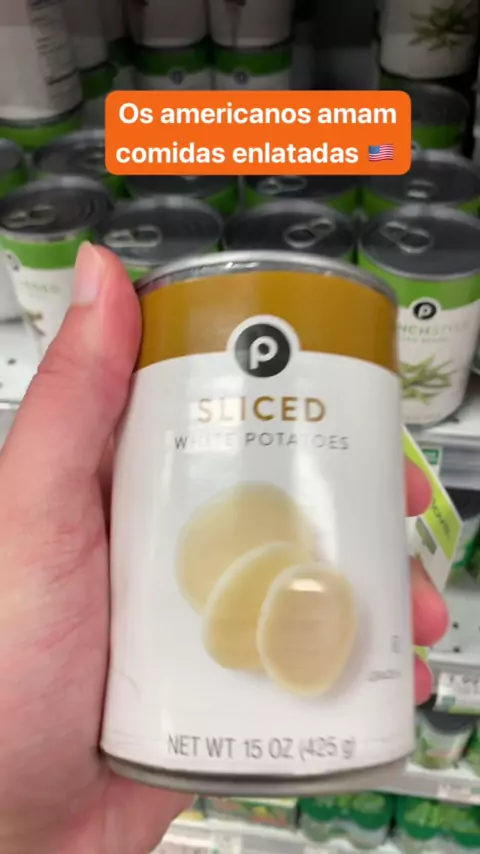 Os americanos amam
comidas enlatadas 🇺🇸
P
SLICED
WHITE POTATOES
NET WT 15 OZ (425 g)
P